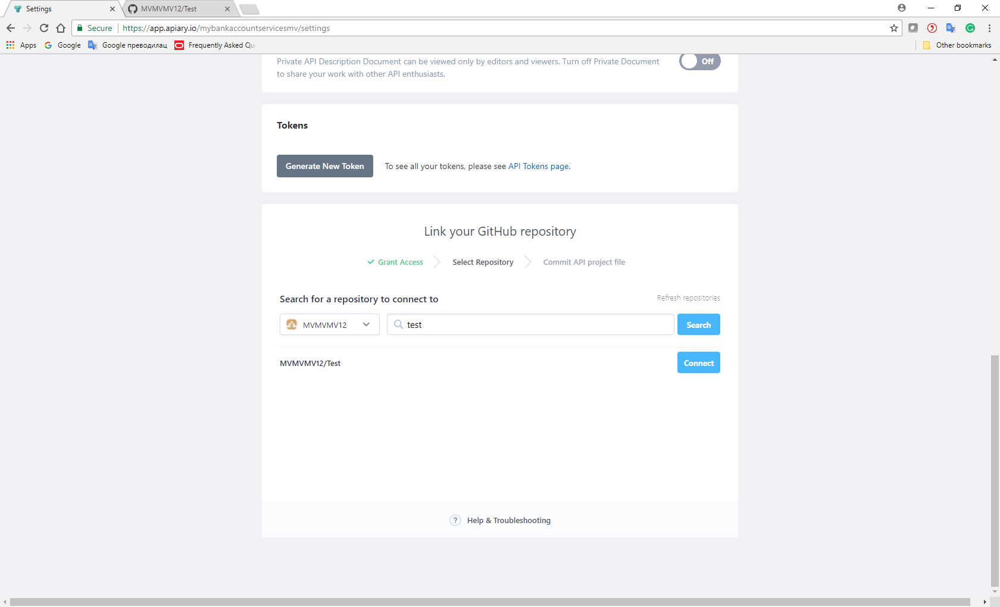 Settings
MVMVMV12/Test
Secure
https://app.apiary.io/mybankaccountservicesmv/settings
Apps
Google
Google преводилац
Frequently Asked Qu
Other bookmarks
Private API Description Document can be viewed only by editors and viewers. Turn off Private Document
to share your work with other API enthusiasts.
Off
Tokens
Generate New Token
To see all your tokens, please see API Tokens page.
Link your GitHub repository
Grant Access
Select Repository
Commit API project file
Search for a repository to connect to
Refresh repositories
MVMVMV12
test
Search
MVMVMV12/Test
Connect
? Help & Troubleshooting